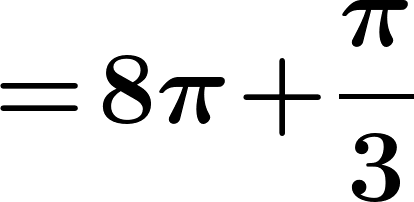 = 8π + π/3